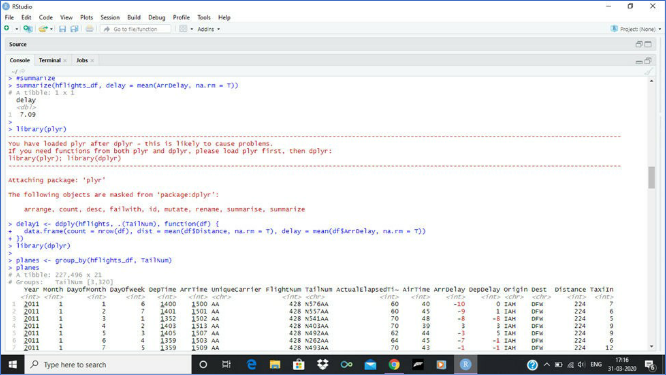 RStudio
File Edit Code View Plots Session Build Debug Profile Tools Help
Go to file/function
Addins
Project: (None)
Source
Console Terminal Jobs
> #summarize
> summarize(hflights_df, delay = mean(ArrDelay, na.rm = T))
# A tibble: 1 x 1
delay
<dbl>
1 7.09
>
> library(plyr)
You have loaded plyr after dplyr - this is likely to cause problems.
If you need functions from both plyr and dplyr, please load plyr first, then dplyr:
library(plyr); library(dplyr)
Attaching package: 'plyr'
The following objects are masked from 'package:dplyr':
arrange, count, desc, failwith, id, mutate, rename, summarise, summarize
> delay1 <- ddply(hflights, .(TailNum), function(df) {
+ data.frame(count = nrow(df), dist = mean(df$Distance, na.rm = T), delay = mean(df$ArrDelay, na.rm = T))
+ })
> library(dplyr)
>
> planes <- group_by(hflights_df, TailNum)
> planes
# A tibble: 227,496 x 21
# Groups: TailNum [3,320]
Year Month DayofMonth DayOfWeek DepTime ArrTime UniqueCarrier FlightNum TailNum ActualElapsedTi~ AirTime ArrDelay DepDelay Origin Dest Distance TaxiIn
<int> <int> <int> <int> <int> <int> <chr> <int> <chr> <int> <int> <int> <int> <chr> <chr> <int> <int>
1 2011 1 1 6 1400 1500 AA 428 N576AA 60 40 -10 0 IAH DFW 224 7
2 2011 1 2 7 1401 1501 AA 428 N557AA 60 45 -9 1 IAH DFW 224 6
3 2011 1 3 1 1352 1502 AA 428 N541AA 70 48 -8 -8 IAH DFW 224 5
4 2011 1 4 2 1403 1513 AA 428 N403AA 70 39 3 3 IAH DFW 224 9
5 2011 1 5 3 1405 1507 AA 428 N492AA 62 44 -3 5 IAH DFW 224 9
6 2011 1 6 4 1359 1503 AA 428 N262AA 64 45 -7 -1 IAH DFW 224 6
7 2011 1 7 5 1359 1509 AA 428 N493AA 70 43 -1 -1 IAH DFW 224 12
Type here to search
ENG
17:16
31-03-2020